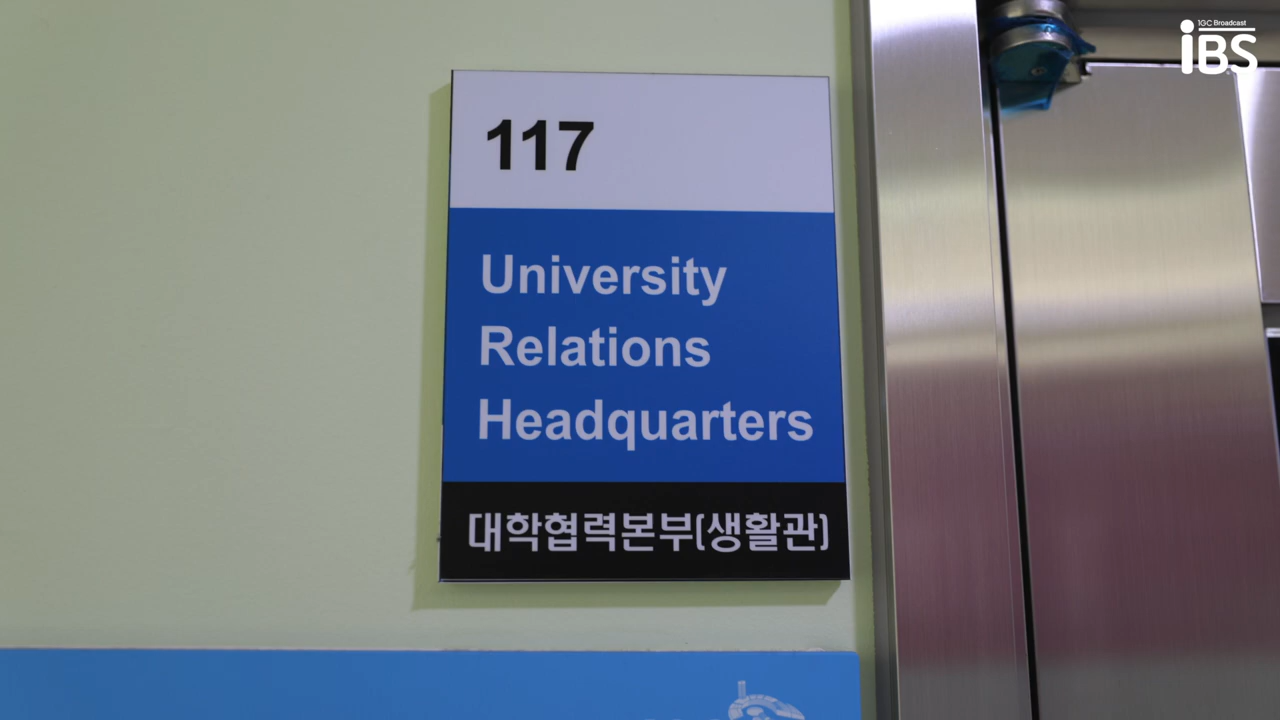 IGC Broadcast
iBS
117
University
Relations
Headquarters
대학협력본부(생활관)